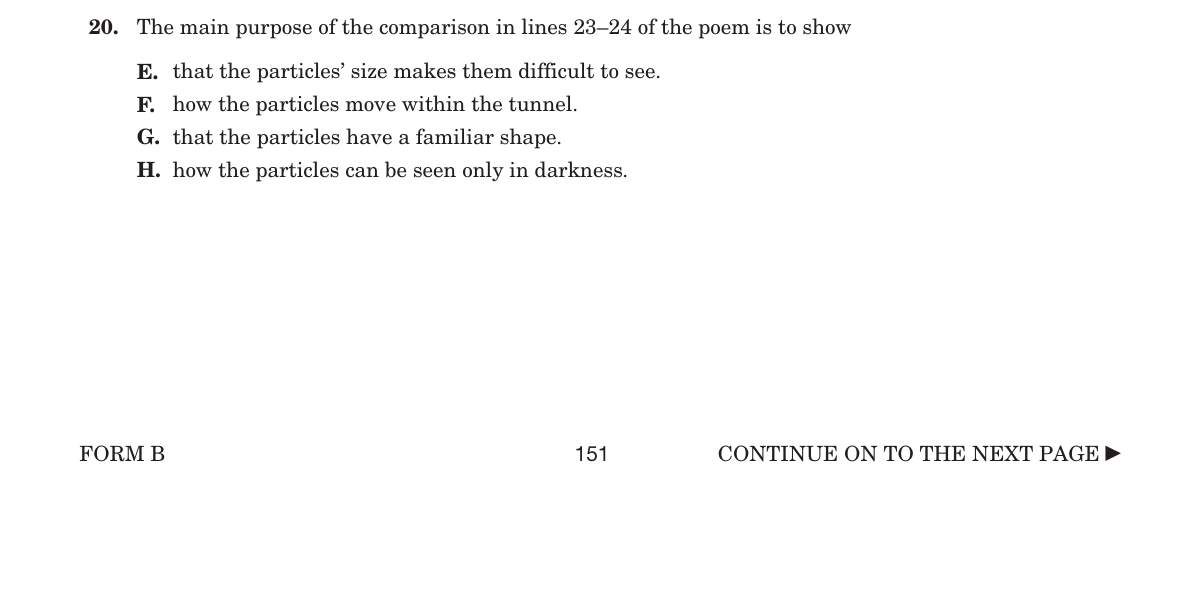 20. The main purpose of the comparison in lines 23–24 of the poem is to show
E. that the particles’ size makes them difficult to see.
F. how the particles move within the tunnel.
G. that the particles have a familiar shape.
H. how the particles can be seen only in darkness.
FORM B 151 CONTINUE ON TO THE NEXT PAGE ▶